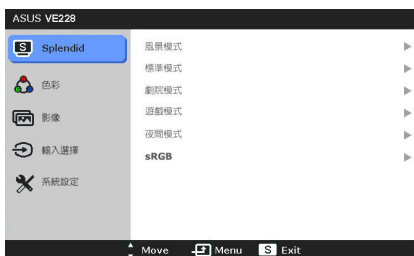 ASUS VE228
S Splendid
色彩
影像
輸入選擇
系統設定
風景模式
標準模式
劇院模式
遊戲模式
夜間模式
sRGB
Move Menu S Exit